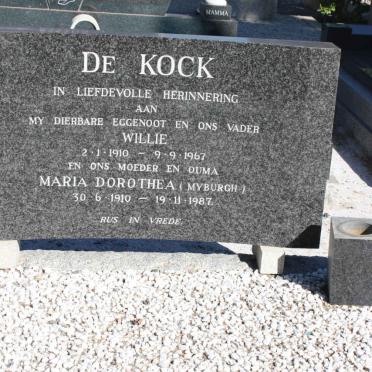 MAMMA
DE KOCK
IN LIEFDEVOLLE HERINNERING
AAN
MY DIERBARE EGGENOOT EN ONS VADER
WILLIE
2·1·1910 – 9·9·1967
EN ONS MOEDER EN OUMA
MARIA DOROTHEA (MYBURGH)
30·6·1910 – 19·11·1987
RUS IN VREDE